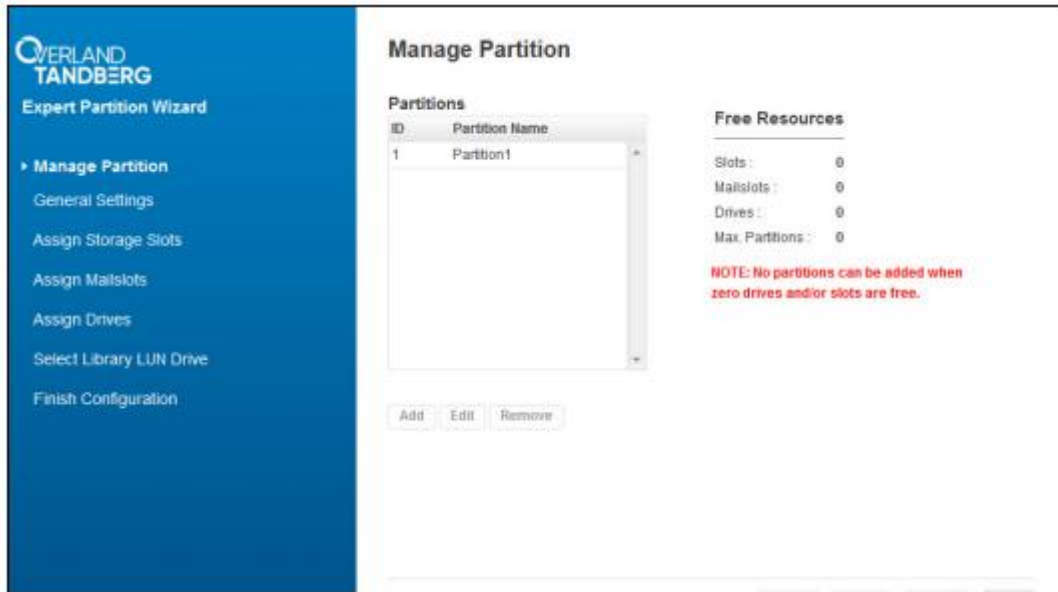 OVERLAND
TANDBERG
Expert Partition Wizard
Manage Partition
General Settings
Assign Storage Slots
Assign Mailslots
Assign Drives
Select Library LUN Drive
Finish Configuration
Manage Partition
Partitions
ID Partition Name
1 Partition1
Add Edit Remove
Free Resources
Slots : 0
Mailslots : 0
Drives : 0
Max. Partitions : 0
NOTE: No partitions can be added when
zero drives and/or slots are free.